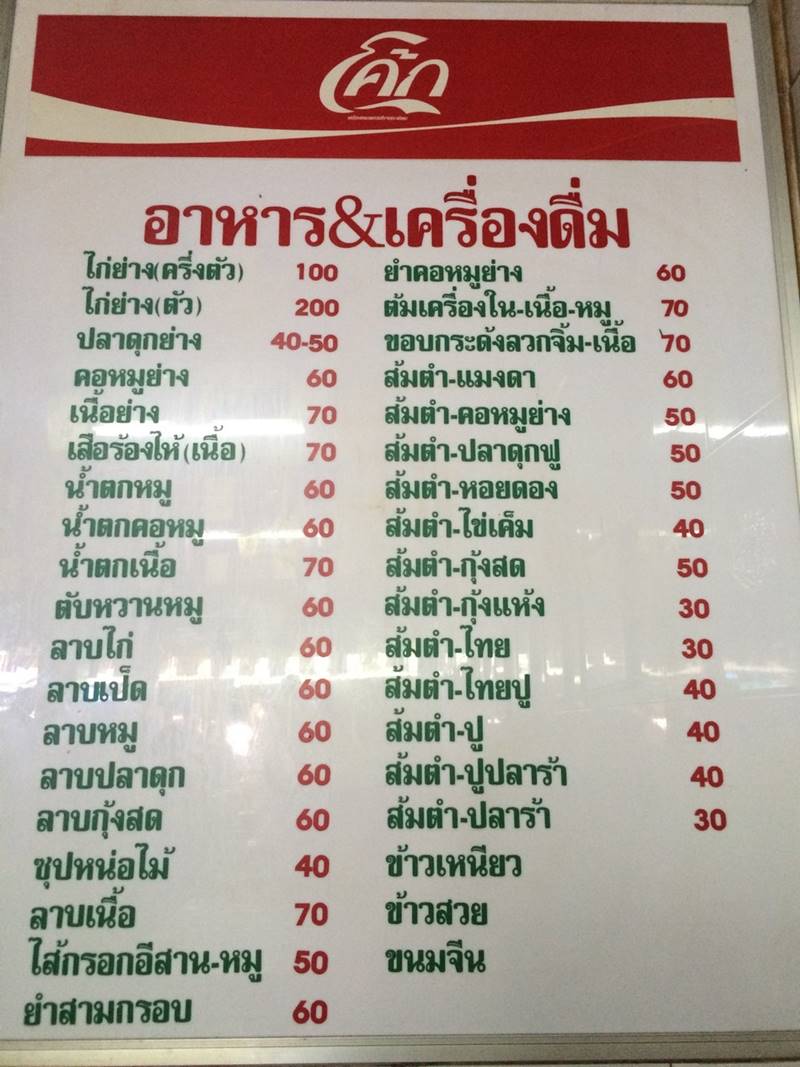 โค้ก
อาหาร&เครื่องดื่ม
ไก่ย่าง(ครึ่งตัว) 100
ไก่ย่าง(ตัว) 200
ปลาดุกย่าง 40-50
คอหมูย่าง 60
เนื้อย่าง 70
เสือร้องไห้(เนื้อ) 70
น้ำตกหมู 60
น้ำตกคอหมู 60
น้ำตกเนื้อ 70
ตับหวานหมู 60
ลาบไก่ 60
ลาบเป็ด 60
ลาบหมู 60
ลาบปลาดุก 60
ลาบกุ้งสด 60
ซุปหน่อไม้ 40
ลาบเนื้อ 70
ไส้กรอกอีสาน-หมู 50
ยำสามกรอบ 60
ยำคอหมูย่าง 60
ต้มเครื่องใน-เนื้อ-หมู 70
ขอบกระด้งลวกจิ้ม-เนื้อ 70
ส้มตำ-แมงดา 60
ส้มตำ-คอหมูย่าง 50
ส้มตำ-ปลาดุกฟู 50
ส้มตำ-หอยดอง 50
ส้มตำ-ไข่เค็ม 40
ส้มตำ-กุ้งสด 50
ส้มตำ-กุ้งแห้ง 30
ส้มตำ-ไทย 30
ส้มตำ-ไทยปู 40
ส้มตำ-ปู 40
ส้มตำ-ปูปลาร้า 40
ส้มตำ-ปลาร้า 30
ข้าวเหนียว
ข้าวสวย
ขนมจีน